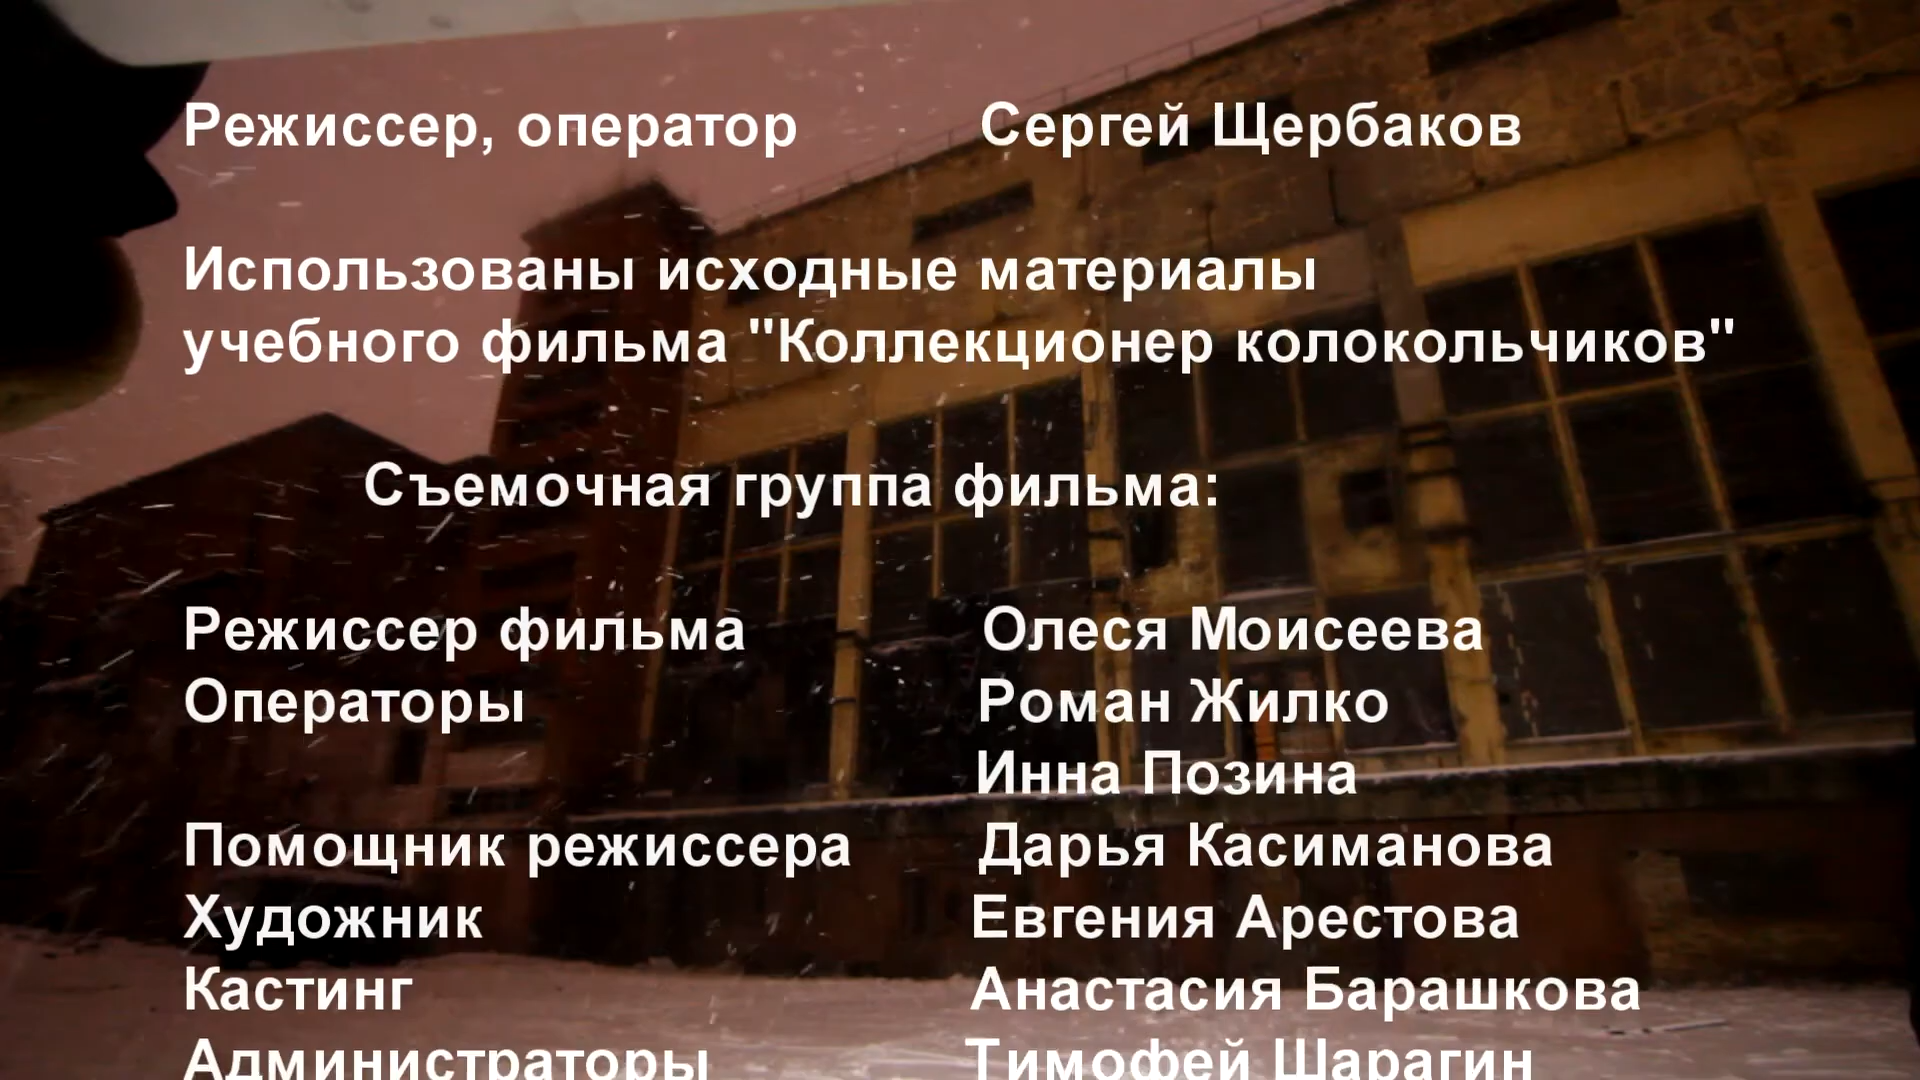 Режиссер, оператор Сергей Щербаков
Использованы исходные материалы
учебного фильма "Коллекционер колокольчиков"
Съемочная группа фильма:
Режиссер фильма Олеся Моисеева
Операторы Роман Жилко
Инна Позина
Помощник режиссера Дарья Касиманова
Художник Евгения Арестова
Кастинг Анастасия Барашкова
Администраторы Тимофей Шарагин